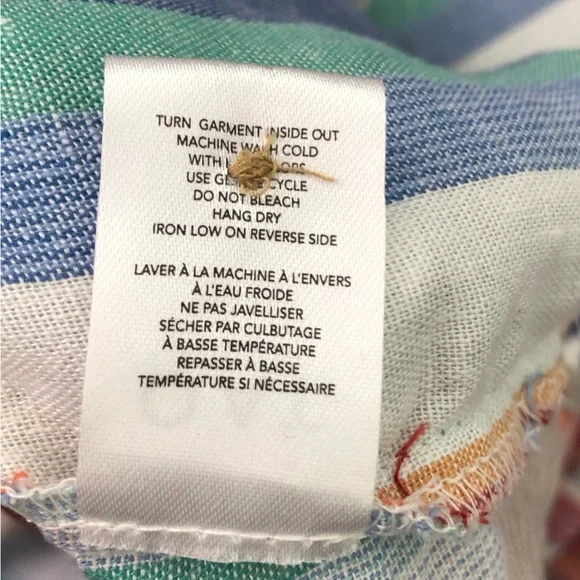 TURN GARMENT INSIDE OUT
MACHINE WASH COLD
WITH
USE GENTLE CYCLE
DO NOT BLEACH
HANG DRY
IRON LOW ON REVERSE SIDE
LAVER À LA MACHINE À L'ENVERS
À L'EAU FROIDE
NE PAS JAVELLISER
SÉCHER PAR CULBUTAGE
À BASSE TEMPÉRATURE
REPASSER À BASSE
TEMPÉRATURE SI NÉCESSAIRE